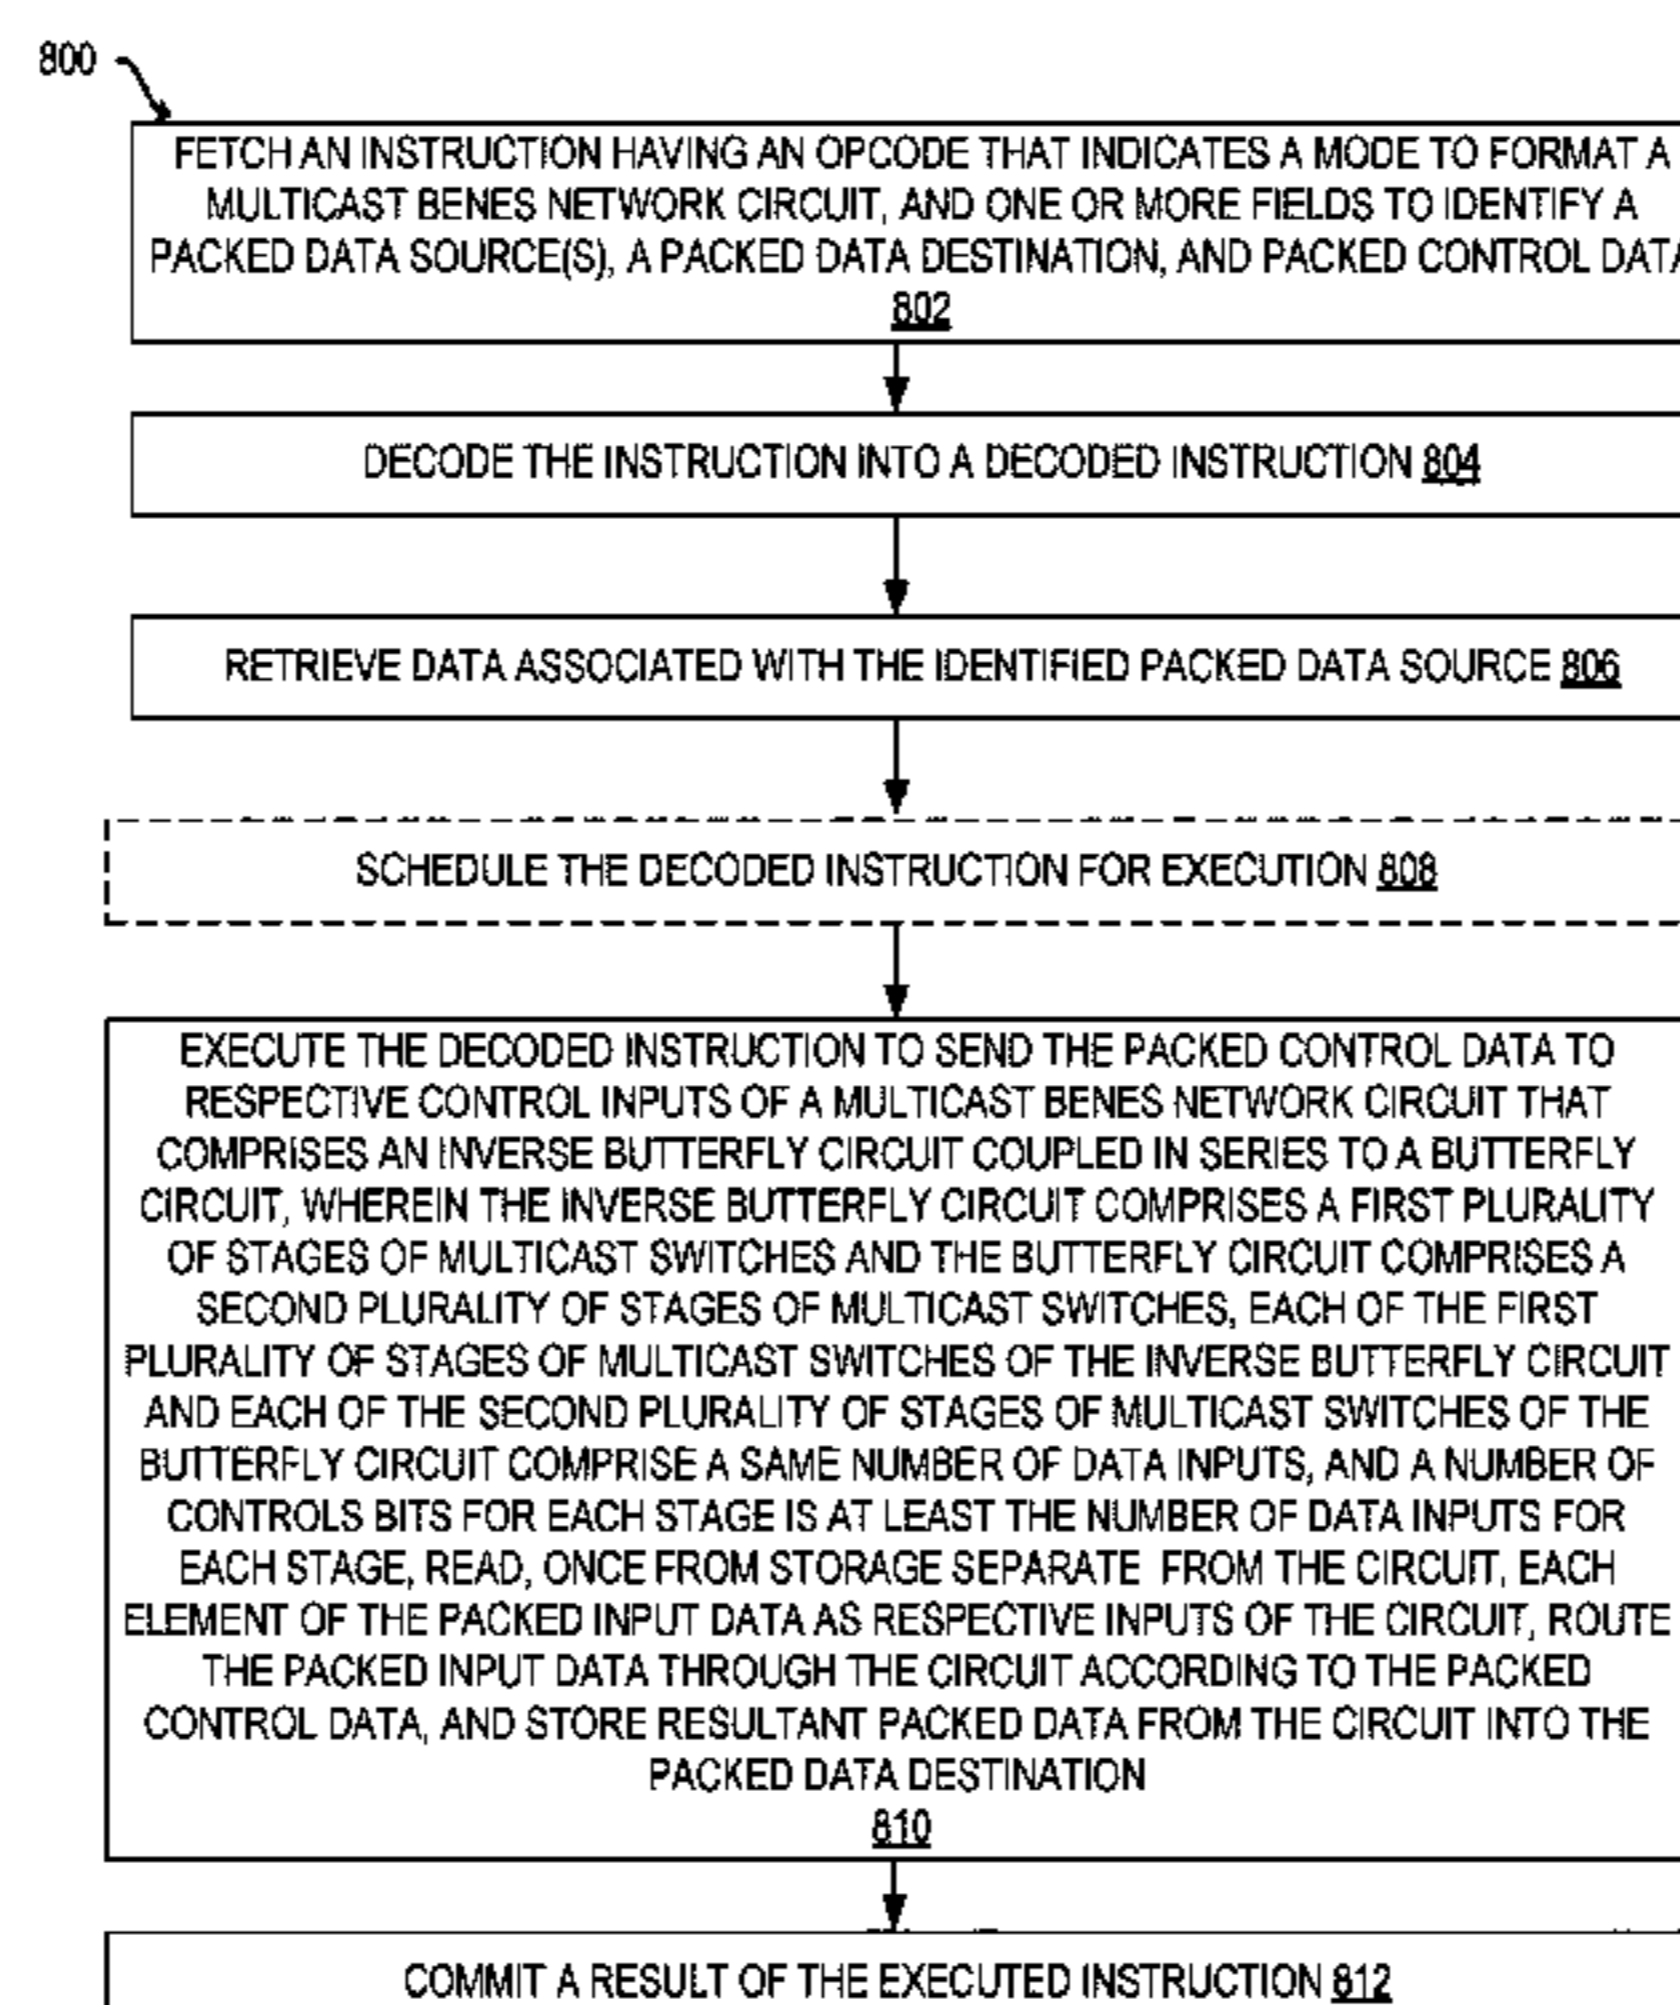 800
FETCH AN INSTRUCTION HAVING AN OPCODE THAT INDICATES A MODE TO FORMAT A
MULTICAST BENES NETWORK CIRCUIT, AND ONE OR MORE FIELDS TO IDENTIFY A
PACKED DATA SOURCE(S), A PACKED DATA DESTINATION, AND PACKED CONTROL DATA
802
DECODE THE INSTRUCTION INTO A DECODED INSTRUCTION 804
RETRIEVE DATA ASSOCIATED WITH THE IDENTIFIED PACKED DATA SOURCE 806
SCHEDULE THE DECODED INSTRUCTION FOR EXECUTION 808
EXECUTE THE DECODED INSTRUCTION TO SEND THE PACKED CONTROL DATA TO
RESPECTIVE CONTROL INPUTS OF A MULTICAST BENES NETWORK CIRCUIT THAT
COMPRISES AN INVERSE BUTTERFLY CIRCUIT COUPLED IN SERIES TO A BUTTERFLY
CIRCUIT, WHEREIN THE INVERSE BUTTERFLY CIRCUIT COMPRISES A FIRST PLURALITY
OF STAGES OF MULTICAST SWITCHES AND THE BUTTERFLY CIRCUIT COMPRISES A
SECOND PLURALITY OF STAGES OF MULTICAST SWITCHES, EACH OF THE FIRST
PLURALITY OF STAGES OF MULTICAST SWITCHES OF THE INVERSE BUTTERFLY CIRCUIT
AND EACH OF THE SECOND PLURALITY OF STAGES OF MULTICAST SWITCHES OF THE
BUTTERFLY CIRCUIT COMPRISE A SAME NUMBER OF DATA INPUTS, AND A NUMBER OF
CONTROLS BITS FOR EACH STAGE IS AT LEAST THE NUMBER OF DATA INPUTS FOR
EACH STAGE, READ, ONCE FROM STORAGE SEPARATE FROM THE CIRCUIT, EACH
ELEMENT OF THE PACKED INPUT DATA AS RESPECTIVE INPUTS OF THE CIRCUIT, ROUTE
THE PACKED INPUT DATA THROUGH THE CIRCUIT ACCORDING TO THE PACKED
CONTROL DATA, AND STORE RESULTANT PACKED DATA FROM THE CIRCUIT INTO THE
PACKED DATA DESTINATION
810
COMMIT A RESULT OF THE EXECUTED INSTRUCTION 812